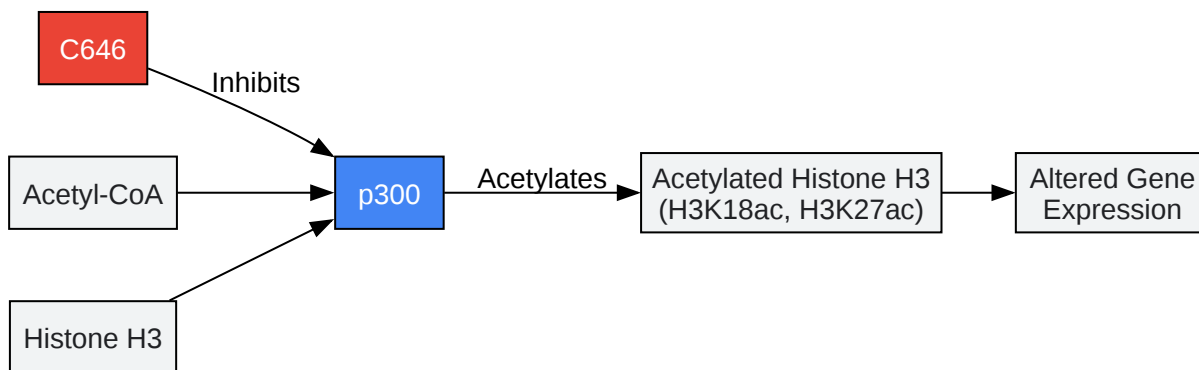 C646
Inhibits
Acetyl-CoA
p300
Acetylates
Acetylated Histone H3
(H3K18ac, H3K27ac)
Altered Gene
Expression
Histone H3